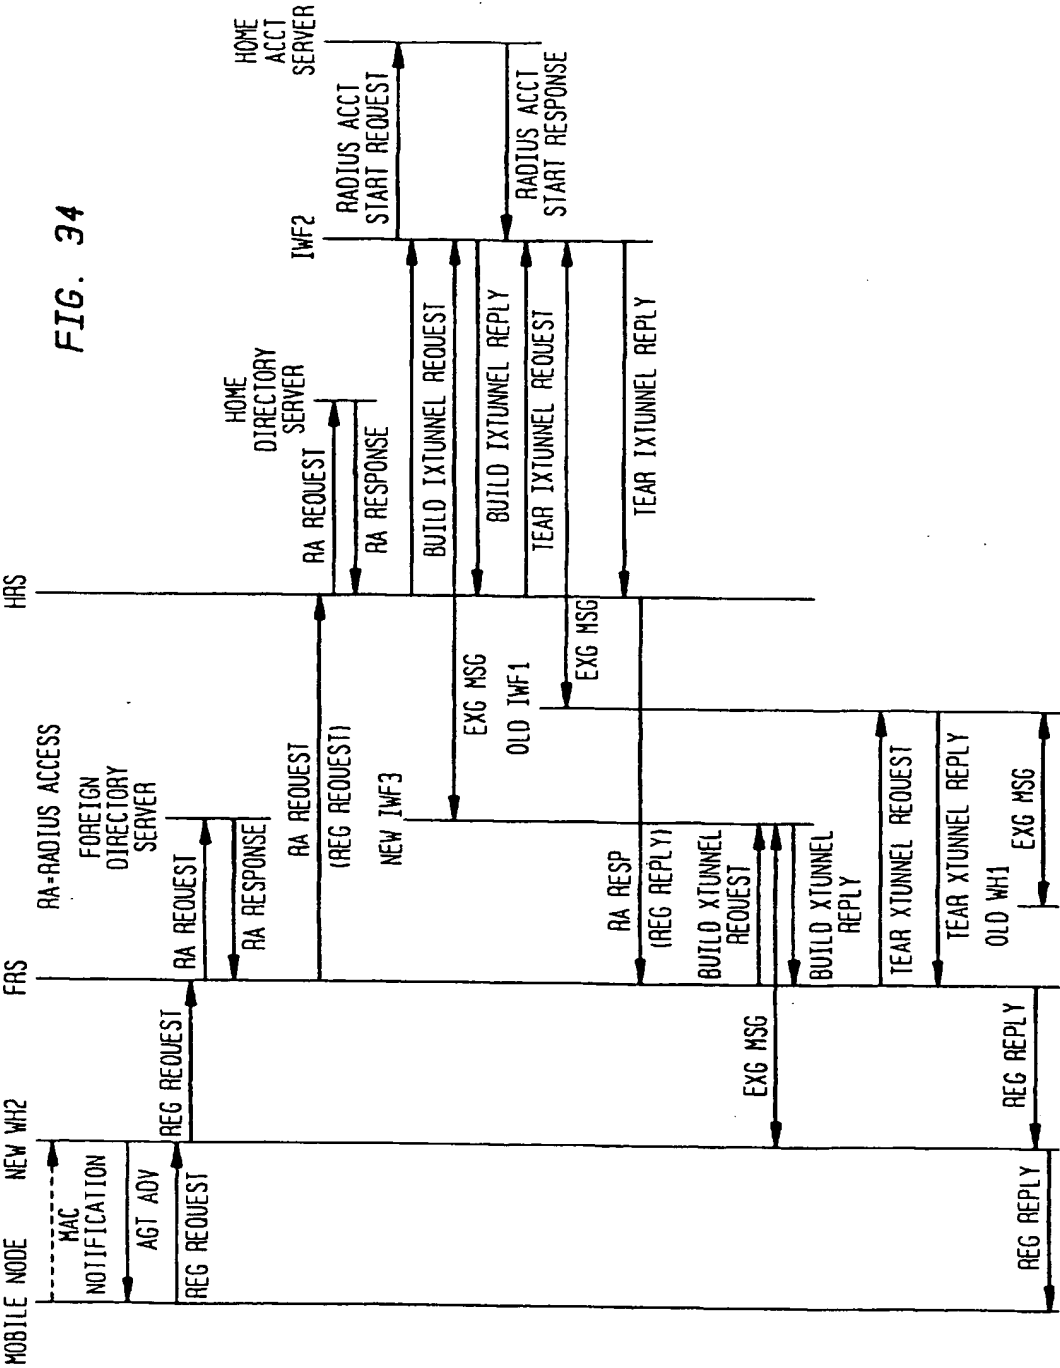 FIG. 34
RA=RADIUS ACCESS
MOBILE NODE
NEW WH2
FRS
FOREIGN
DIRECTORY
SERVER
HRS
HOME
DIRECTORY
SERVER
IWF2
HOME
ACCT
SERVER
MAC
NOTIFICATION
AGT ADV
REG REQUEST
REG REQUEST
RA REQUEST
RA RESPONSE
RA REQUEST
(REG REQUEST)
RA REQUEST
RA RESPONSE
RADIUS ACCT
START REQUEST
BUILD IXTUNNEL REQUEST
NEW IWF3
EXG MSG
BUILD IXTUNNEL REPLY
RADIUS ACCT
START RESPONSE
TEAR IXTUNNEL REQUEST
OLD IWF1
EXG MSG
TEAR IXTUNNEL REPLY
RA RESP
(REG REPLY)
BUILD XTUNNEL
REQUEST
EXG MSG
BUILD XTUNNEL
REPLY
TEAR XTUNNEL REQUEST
TEAR XTUNNEL REPLY
OLD WH1
EXG MSG
REG REPLY
REG REPLY